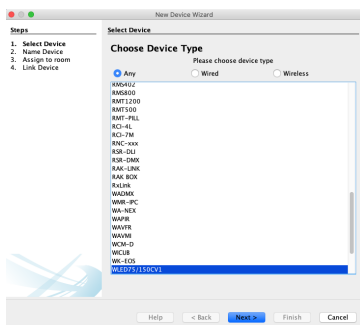 New Device Wizard
Steps
1. Select Device
2. Name Device
3. Assign to room
4. Link Device
Select Device
Choose Device Type
Please choose device type
Any
Wired
Wireless
RMS402
RMS800
RMT1200
RMT500
RMT-PILL
RCI-4L
RCI-7M
RNC-xxx
RSR-DLI
RSR-DMX
RAK-LINK
RAK BOX
RxLink
WADMX
WMR-IPC
WA-NEX
WAPIR
WAVFR
WAVMI
WCM-D
WICUB
WK-EOS
WLED75/150CV1
Help
< Back
Next >
Finish
Cancel